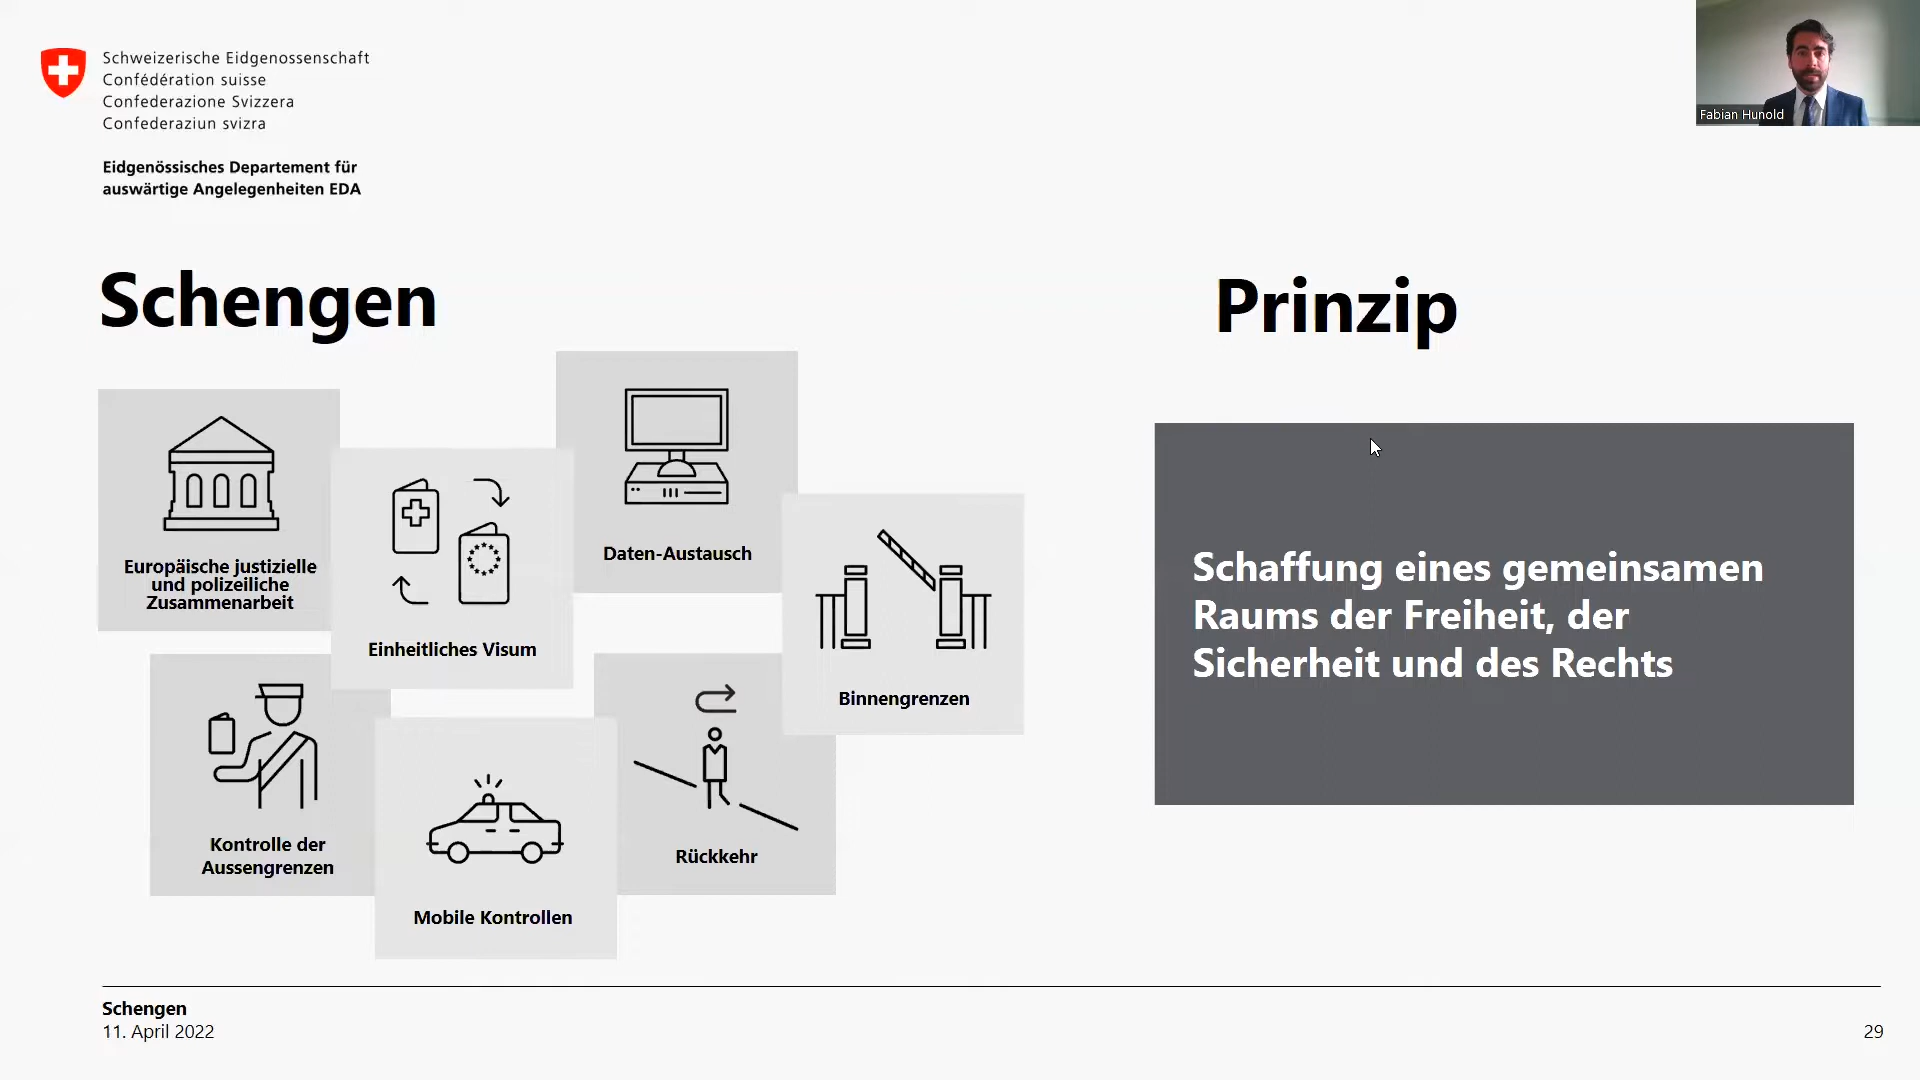 Schweizerische Eidgenossenschaft
Confédération suisse
Confederazione Svizzera
Confederaziun svizra
Eidgenössisches Departement für
auswärtige Angelegenheiten EDA
Fabian Hunold
Schengen
Europäische justizielle
und polizeiliche
Zusammenarbeit
Einheitliches Visum
Daten-Austausch
Binnengrenzen
Kontrolle der
Aussengrenzen
Mobile Kontrollen
Rückkehr
Prinzip
Schaffung eines gemeinsamen
Raums der Freiheit, der
Sicherheit und des Rechts
Schengen
11. April 2022
29